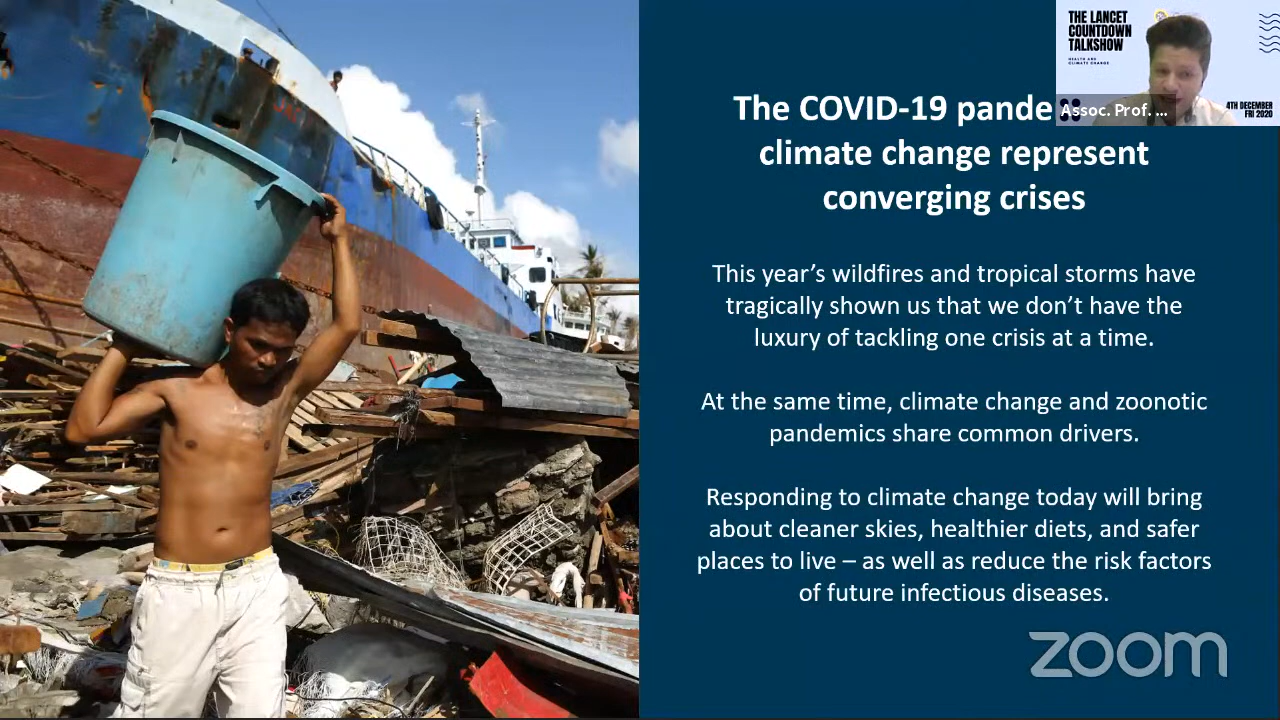 THE LANCET
COUNTDOWN
TALKSHOW
HEALTH AND
CLIMATE CHANGE
Assoc. Prof. ...
4TH DECEMBER
FRI 2020
The COVID-19 pande
climate change represent
converging crises
This year’s wildfires and tropical storms have
tragically shown us that we don’t have the
luxury of tackling one crisis at a time.
At the same time, climate change and zoonotic
pandemics share common drivers.
Responding to climate change today will bring
about cleaner skies, healthier diets, and safer
places to live – as well as reduce the risk factors
of future infectious diseases.
zoom